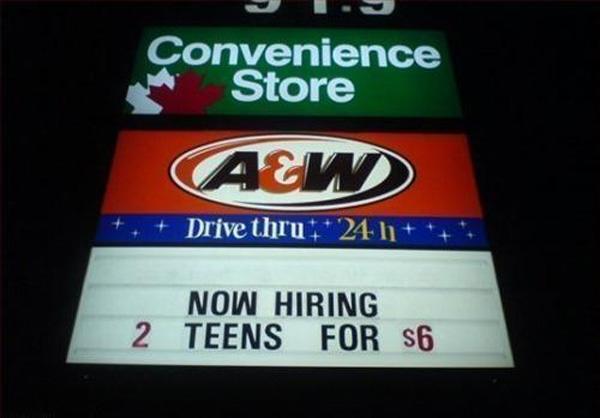 Convenience
Store
A&W
Drive thru 24 h
NOW HIRING
2 TEENS FOR $6